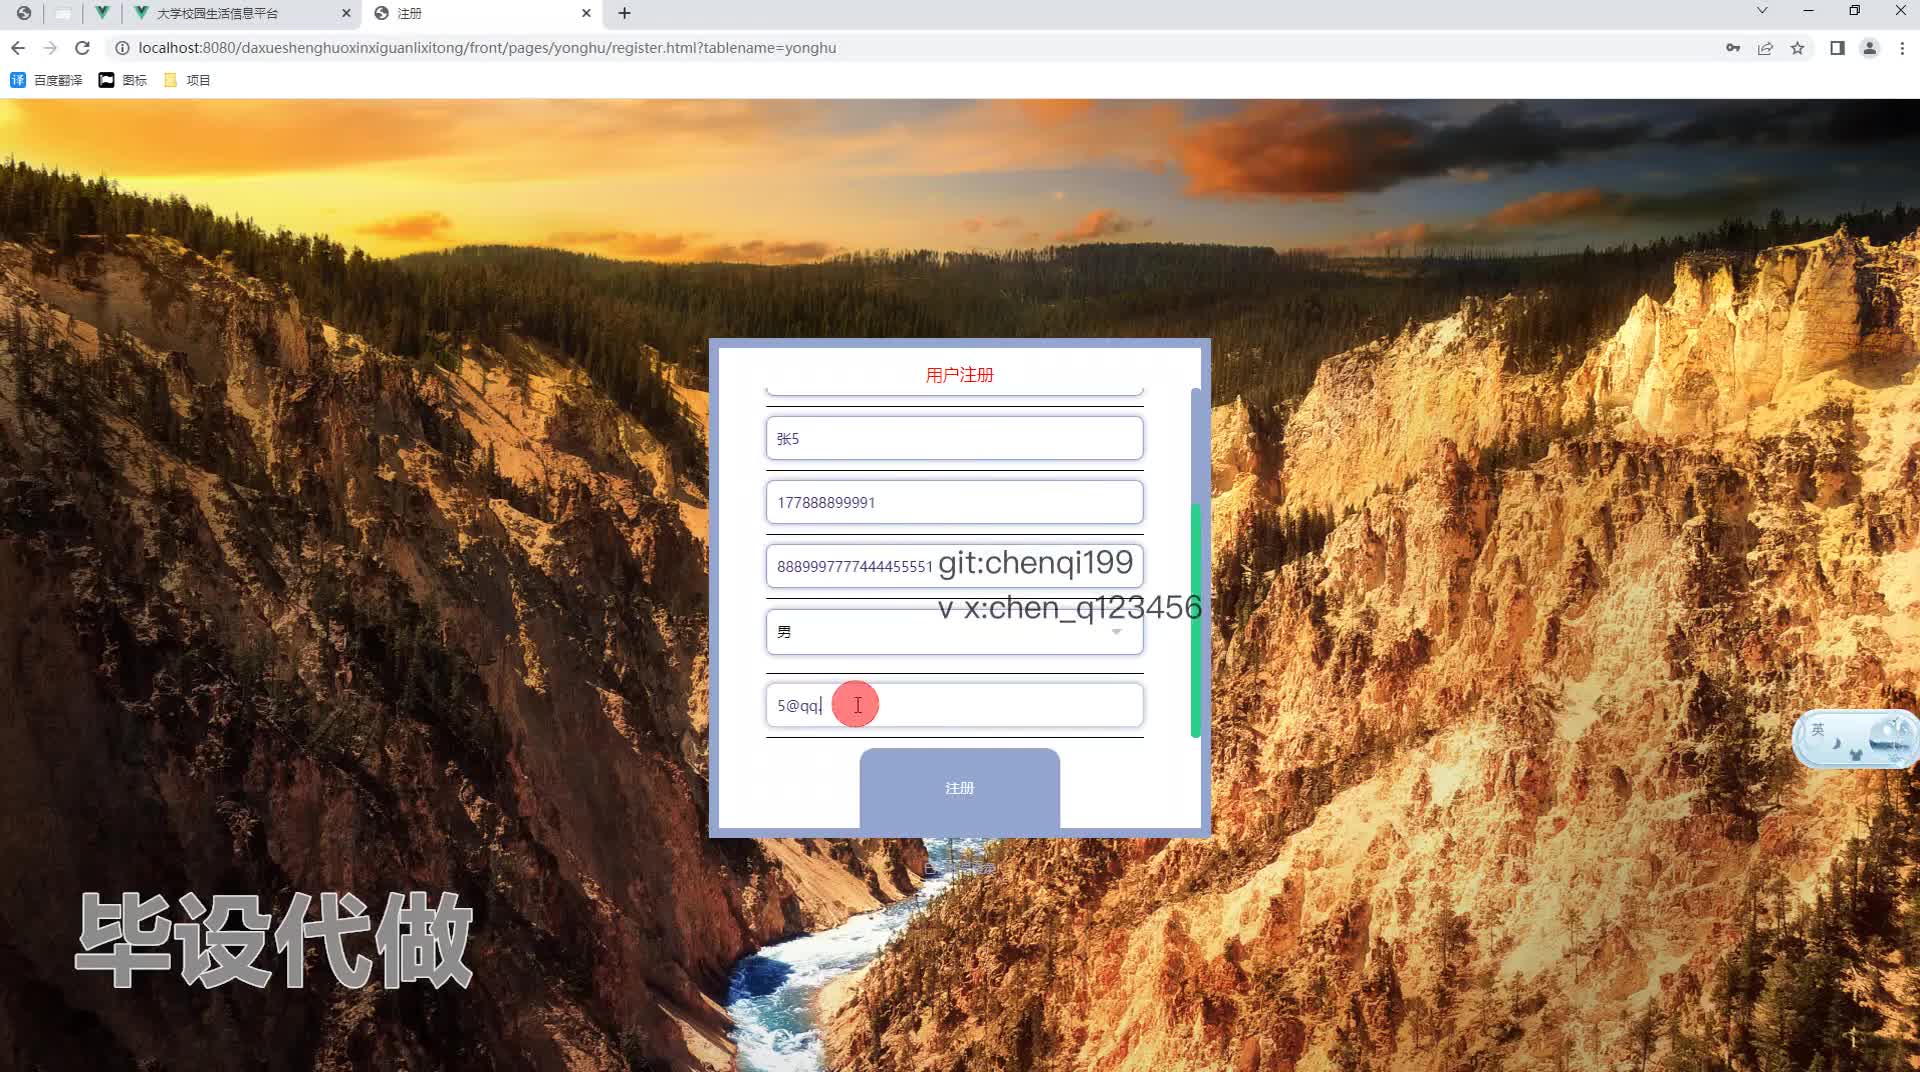 大学校园生活信息平台
注册
localhost:8080/daxueshenghuoxinxiguanlixitong/front/pages/yonghu/register.html?tablename=yonghu
译 百度翻译
图标
项目
用户注册
张5
177888899991
8889997777444455551
git:chenqi199
v x:chen_q123456
男
5@qq.
注册
英
毕设代做